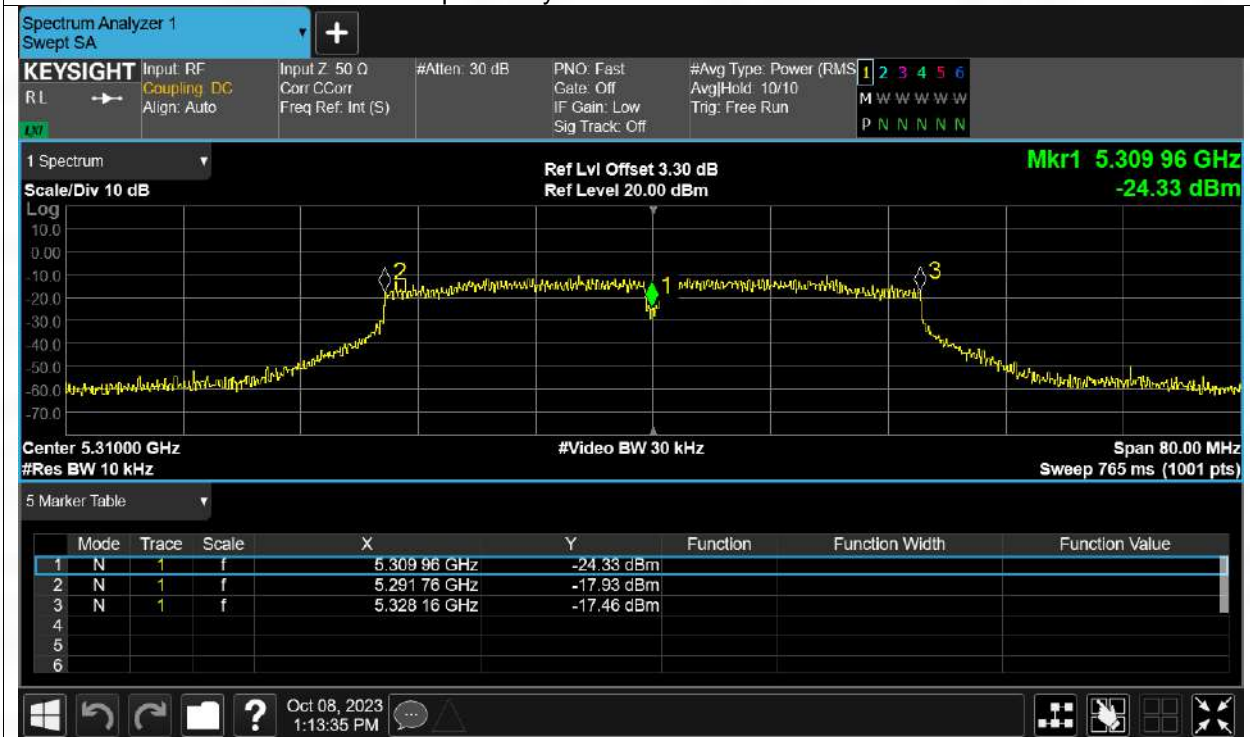 Spectrum Analyzer 1
Swept SA
+
KEYSIGHT Input: RF Input Z: 50 Ω #Atten: 30 dB PNO: Fast #Avg Type: Power (RMS 1 2 3 4 5 6
RL Coupling: DC Corr CCorr Gate: Off Avg|Hold: 10/10 M W W W W W
Align: Auto Freq Ref: Int (S) IF Gain: Low Trig: Free Run P N N N N N
LXI Sig Track: Off
1 Spectrum Ref Lvl Offset 3.30 dB Mkr1 5.309 96 GHz
Scale/Div 10 dB Ref Level 20.00 dBm -24.33 dBm
Log
10.0
0.00
-10.0
-20.0
-30.0
-40.0
-50.0
-60.0
-70.0
2
1
3
Center 5.31000 GHz #Video BW 30 kHz Span 80.00 MHz
#Res BW 10 kHz Sweep 765 ms (1001 pts)
5 Marker Table
Mode Trace Scale X Y Function Function Width Function Value
1 N 1 f 5.309 96 GHz -24.33 dBm
2 N 1 f 5.291 76 GHz -17.93 dBm
3 N 1 f 5.328 16 GHz -17.46 dBm
4
5
6
? Oct 08, 2023
1:13:35 PM